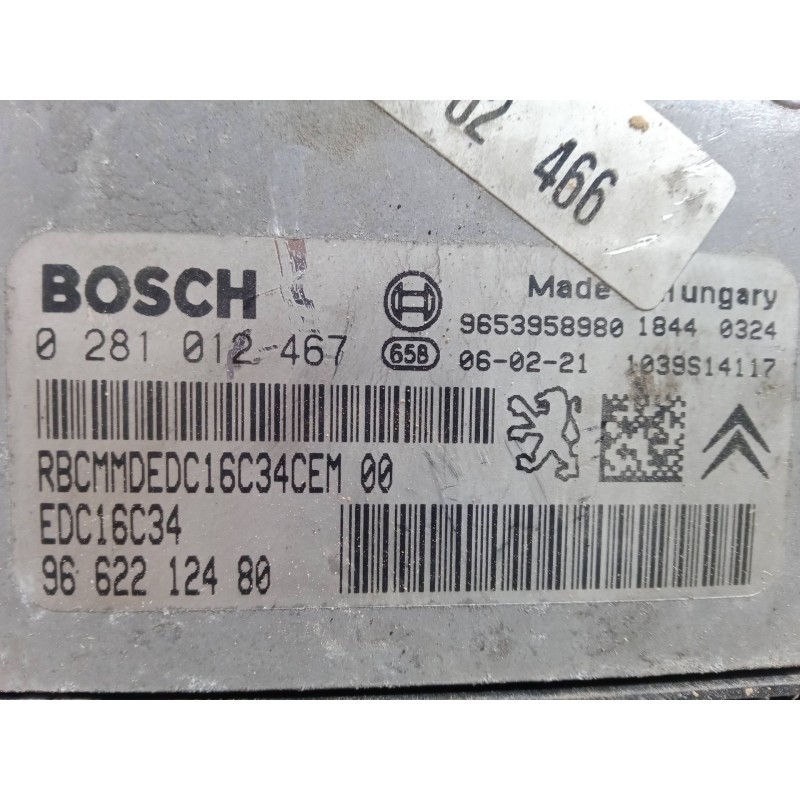 466
BOSCH
Made Hungary
0 281 012 467
658
9653958980 1844 0324
06-02-21 1039S14117
RBCMMDEDC16C34CEM 00
EDC16C34
96 622 124 80